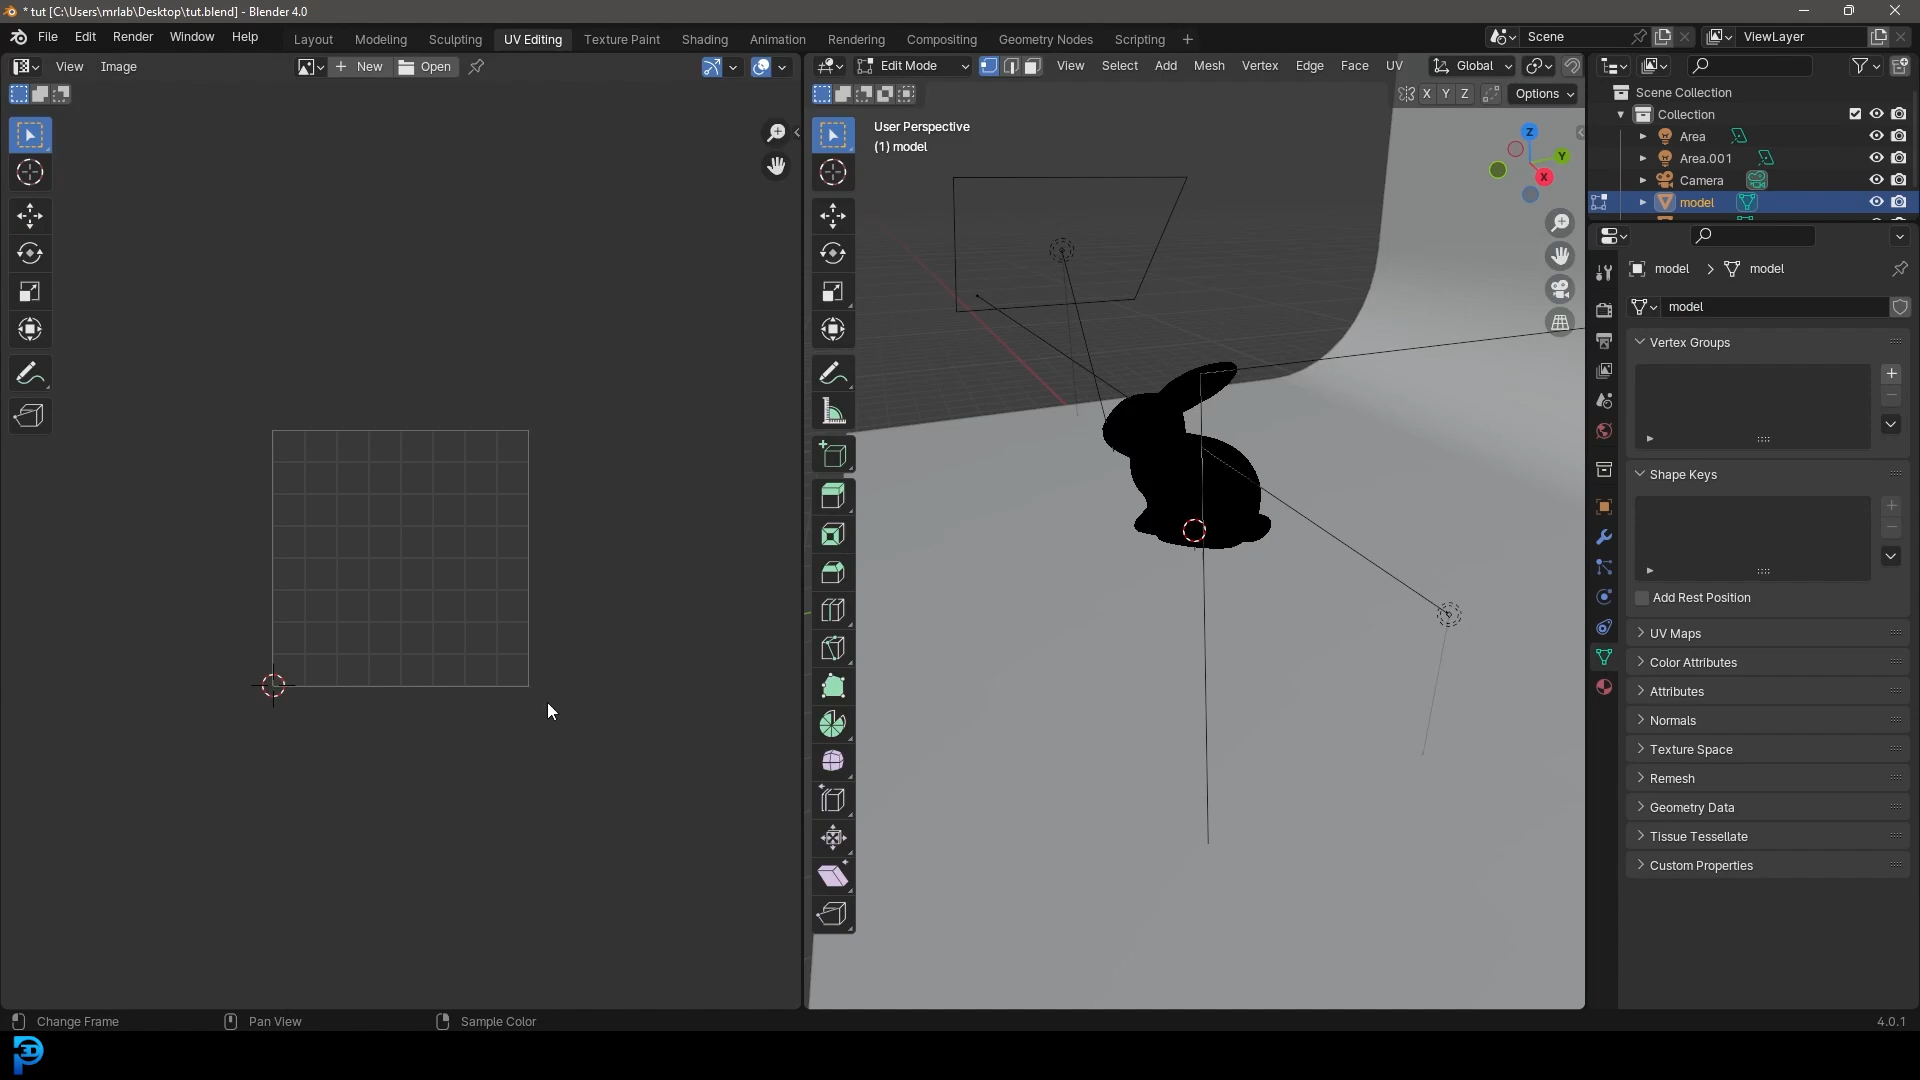 * tut [C:\Users\mrlab\Desktop\tut.blend] - Blender 4.0
File Edit Render Window Help Layout Modeling Sculpting UV Editing Texture Paint Shading Animation Rendering Compositing Geometry Nodes Scripting + Scene ViewLayer
View Image + New Open Edit Mode View Select Add Mesh Vertex Edge Face UV Global
X Y Z Options
User Perspective
(1) model
Z
Y
X
Scene Collection
Collection
Area
Area.001
Camera
model
model > model
model
Vertex Groups
Shape Keys
Add Rest Position
UV Maps
Color Attributes
Attributes
Normals
Texture Space
Remesh
Geometry Data
Tissue Tessellate
Custom Properties
Change Frame Pan View Sample Color 4.0.1
3D